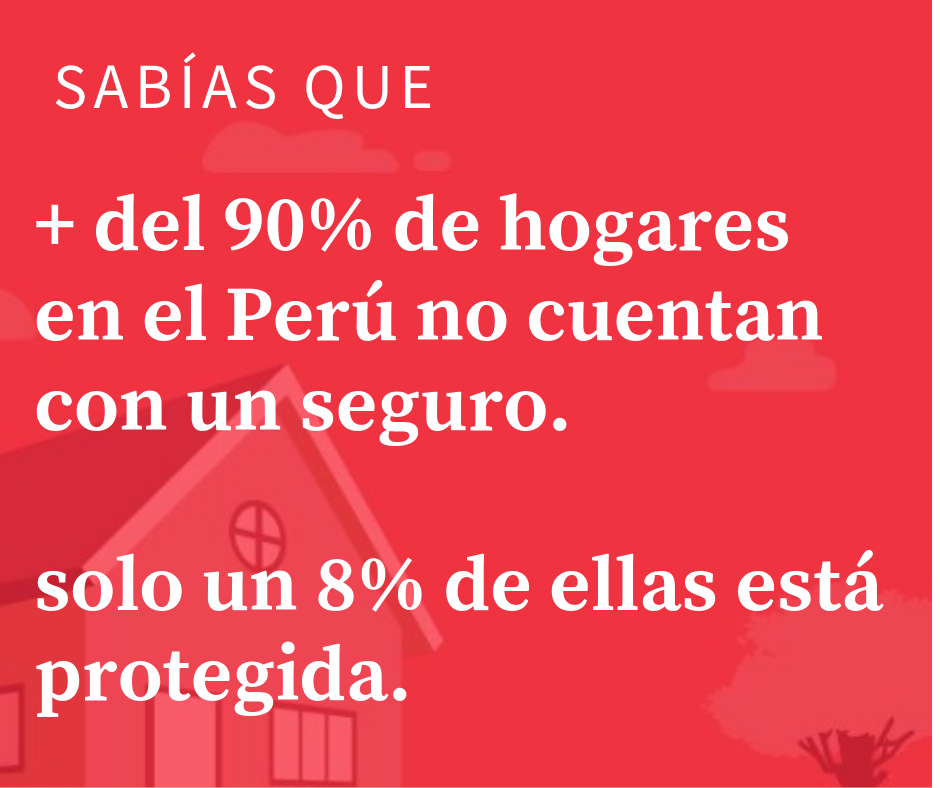 SABÍAS QUE
+ del 90% de hogares
en el Perú no cuentan
con un seguro.
solo un 8% de ellas está
protegida.